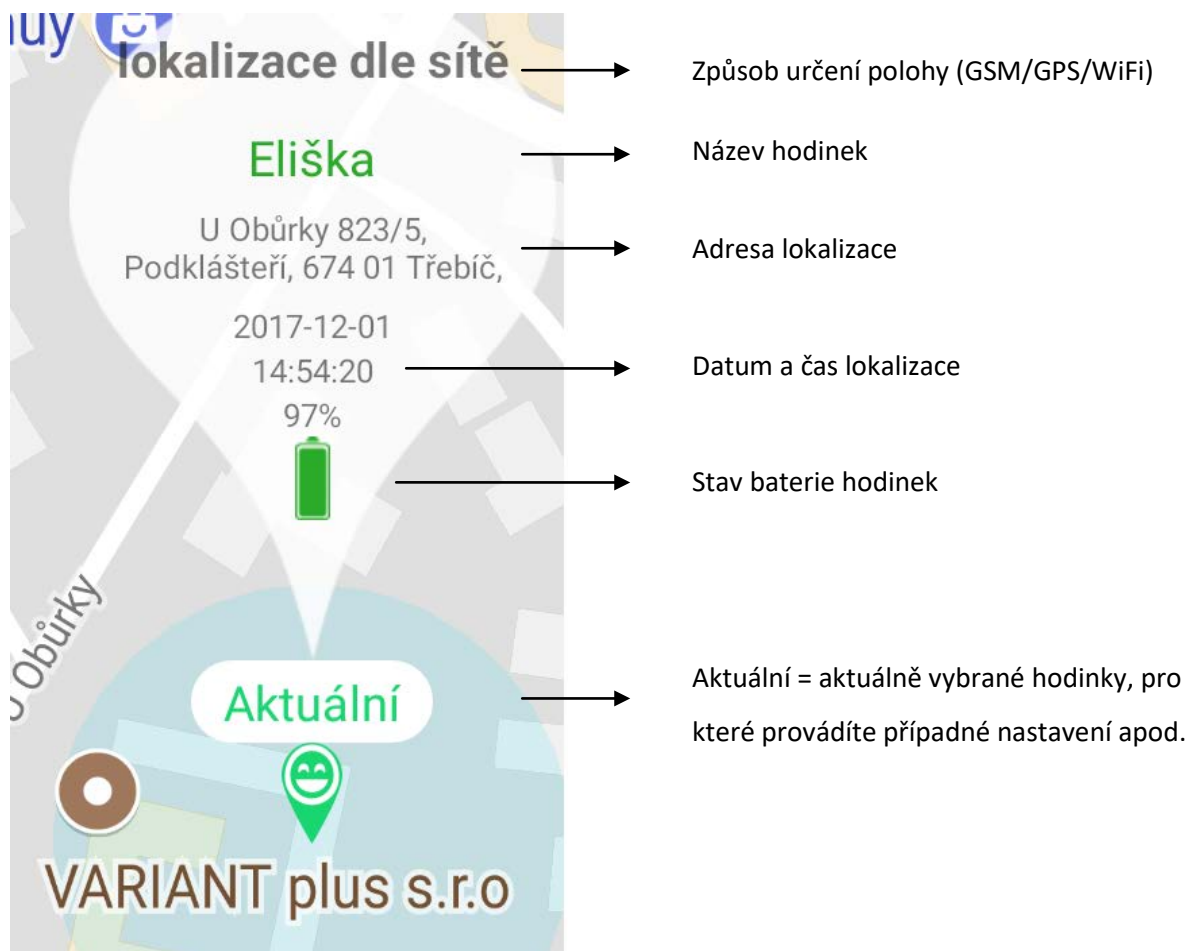 lokalizace dle sítě
Způsob určení polohy (GSM/GPS/WiFi)
Eliška
Název hodinek
U Obůrky 823/5,
Podklášteří, 674 01 Třebíč,
Adresa lokalizace
2017-12-01
14:54:20
Datum a čas lokalizace
97%
Stav baterie hodinek
Obůrky
Aktuální
Aktuální = aktuálně vybrané hodinky, pro
které provádíte případné nastavení apod.
VARIANT plus s.r.o